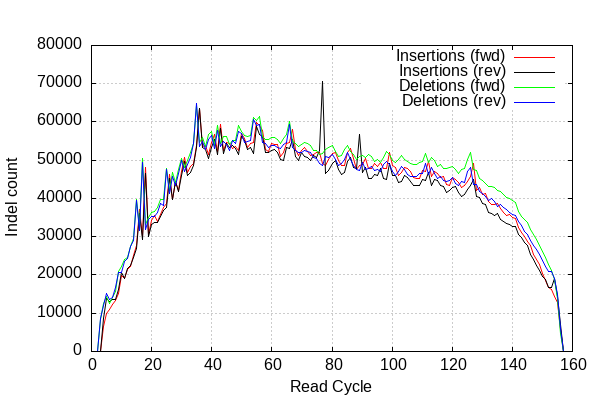 80000
70000
60000
50000
40000
30000
20000
10000
0
Indel count
Insertions (fwd)
Insertions (rev)
Deletions (fwd)
Deletions (rev)
0 20 40 60 80 100 120 140 160
Read Cycle